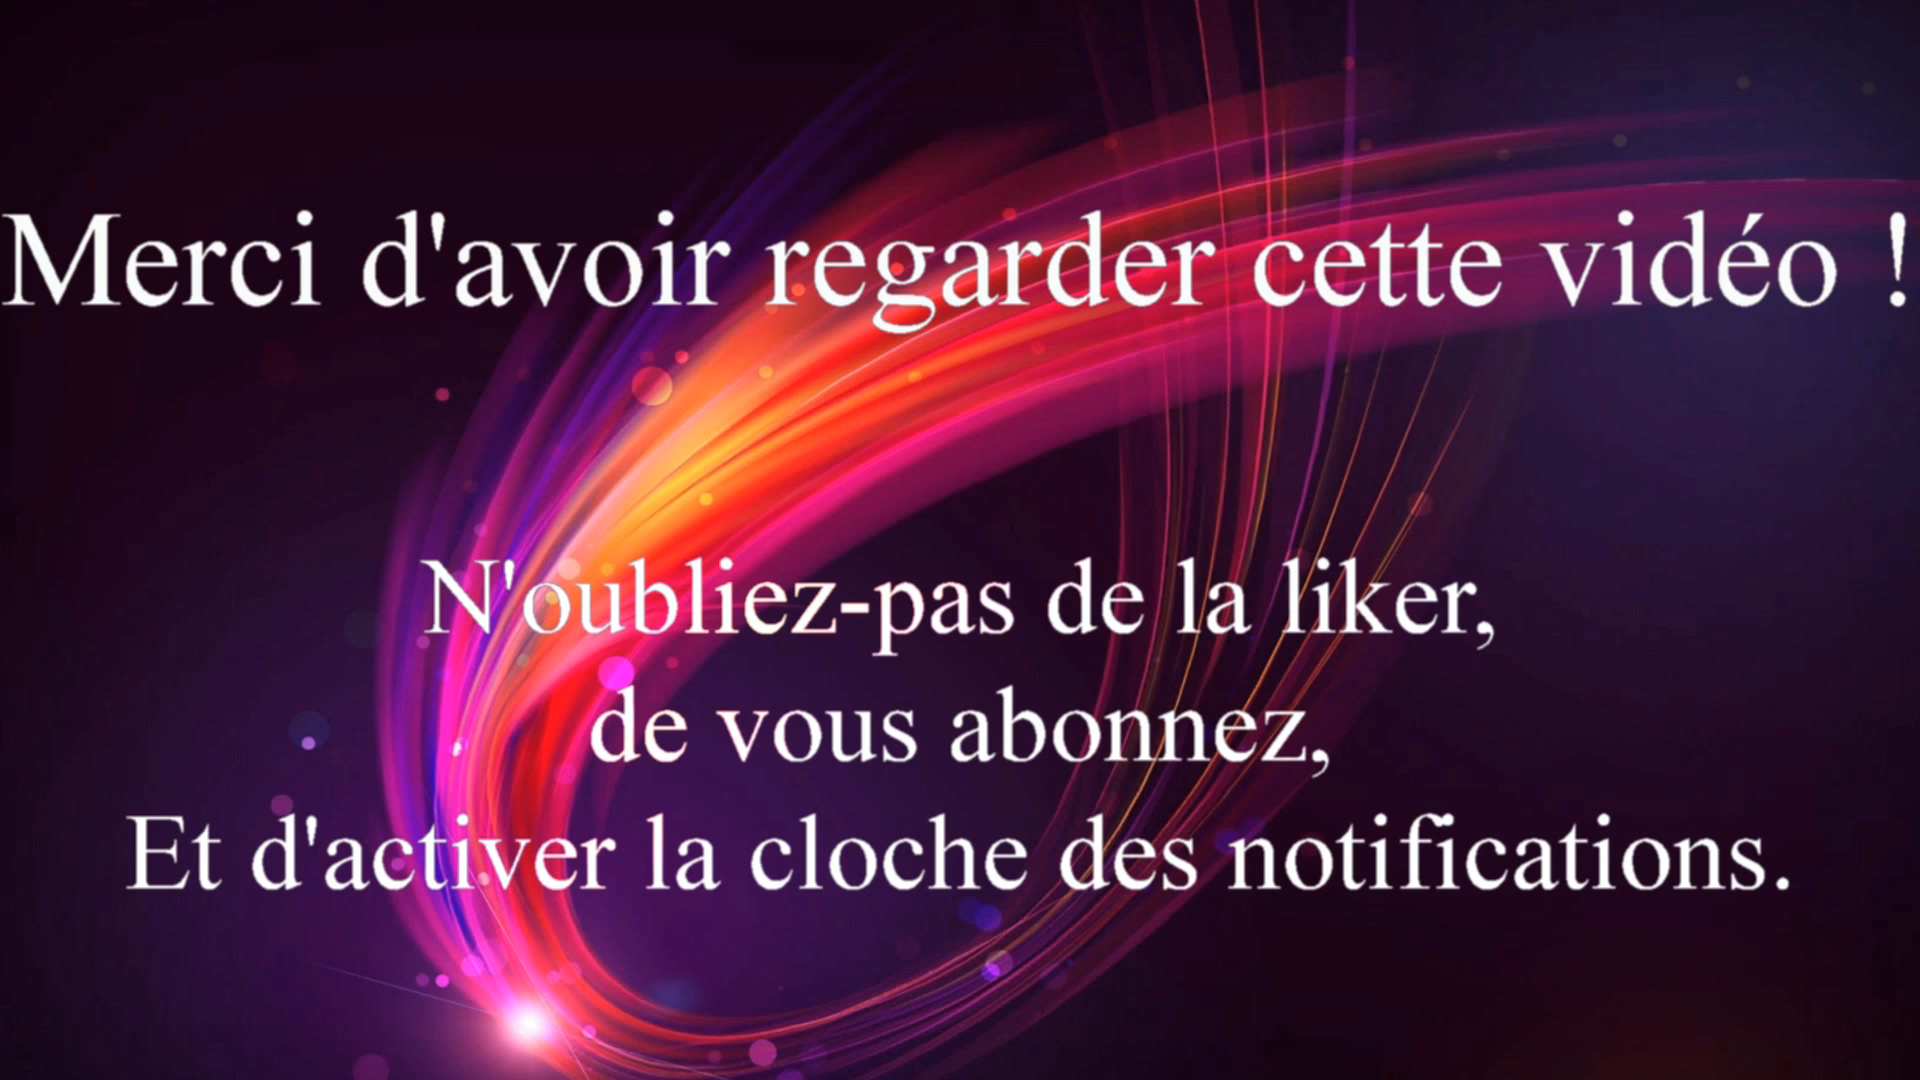 Merci d'avoir regarder cette vidéo !
N'oubliez-pas de la liker,
de vous abonnez,
Et d'activer la cloche des notifications.